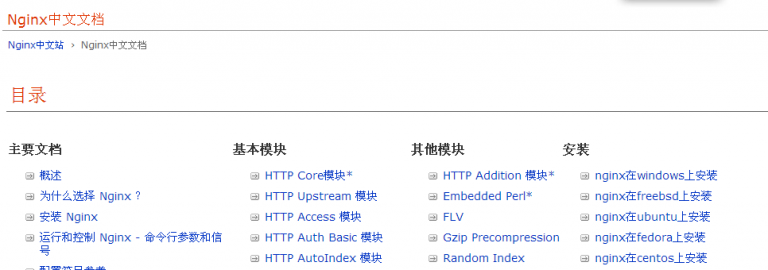 Nginx中文文档
Nginx中文站 › Nginx中文文档
目录
主要文档
概述
为什么选择 Nginx ?
安装 Nginx
运行和控制 Nginx - 命令行参数和信
号
配置符号参考
基本模块
HTTP Core模块*
HTTP Upstream 模块
HTTP Access 模块
HTTP Auth Basic 模块
HTTP AutoIndex 模块
其他模块
HTTP Addition 模块*
Embedded Perl*
FLV
Gzip Precompression
Random Index
安装
nginx在windows上安装
nginx在freebsd上安装
nginx在ubuntu上安装
nginx在fedora上安装
nginx在centos上安装